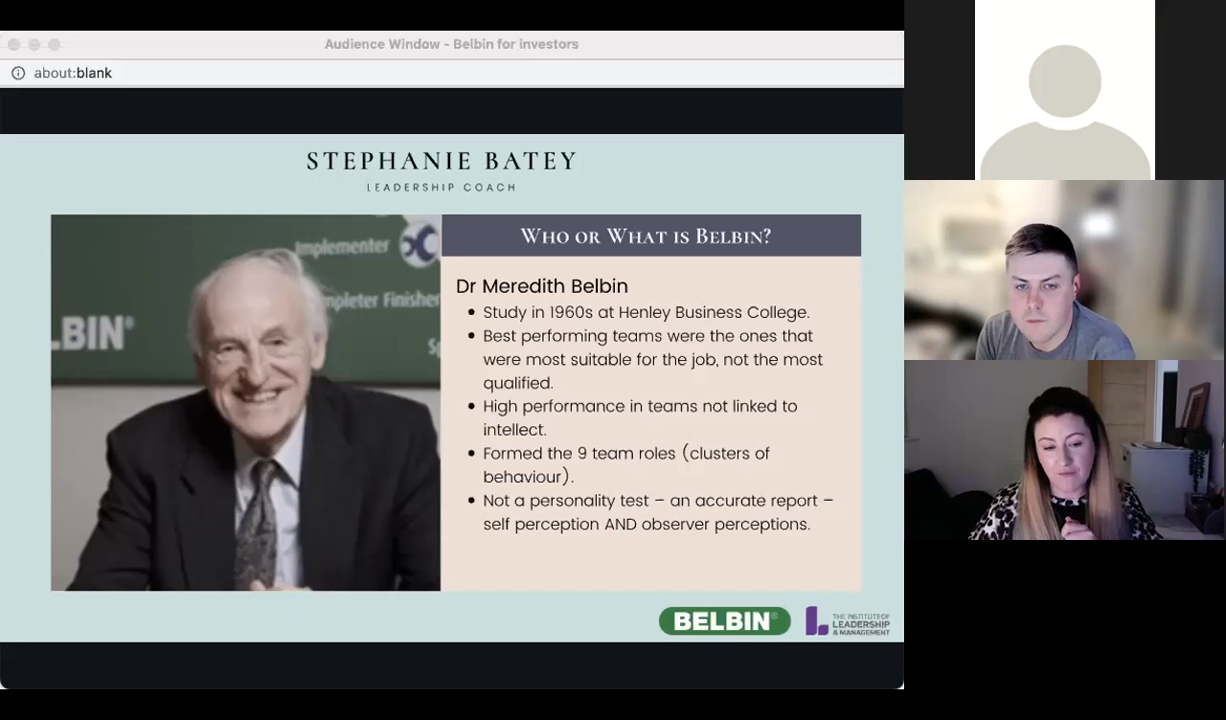 Audience Window - Belbin for investors
about:blank
STEPHANIE BATEY
LEADERSHIP COACH
Who or What is Belbin?
Implementer
mpleter Finisher
LBIN®
Sp
Dr Meredith Belbin
• Study in 1960s at Henley Business College.
• Best performing teams were the ones that
were most suitable for the job, not the most
qualified.
• High performance in teams not linked to
intellect.
• Formed the 9 team roles (clusters of
behaviour).
• Not a personality test – an accurate report –
self perception AND observer perceptions.
BELBIN®
THE INSTITUTE OF
LEADERSHIP
& MANAGEMENT